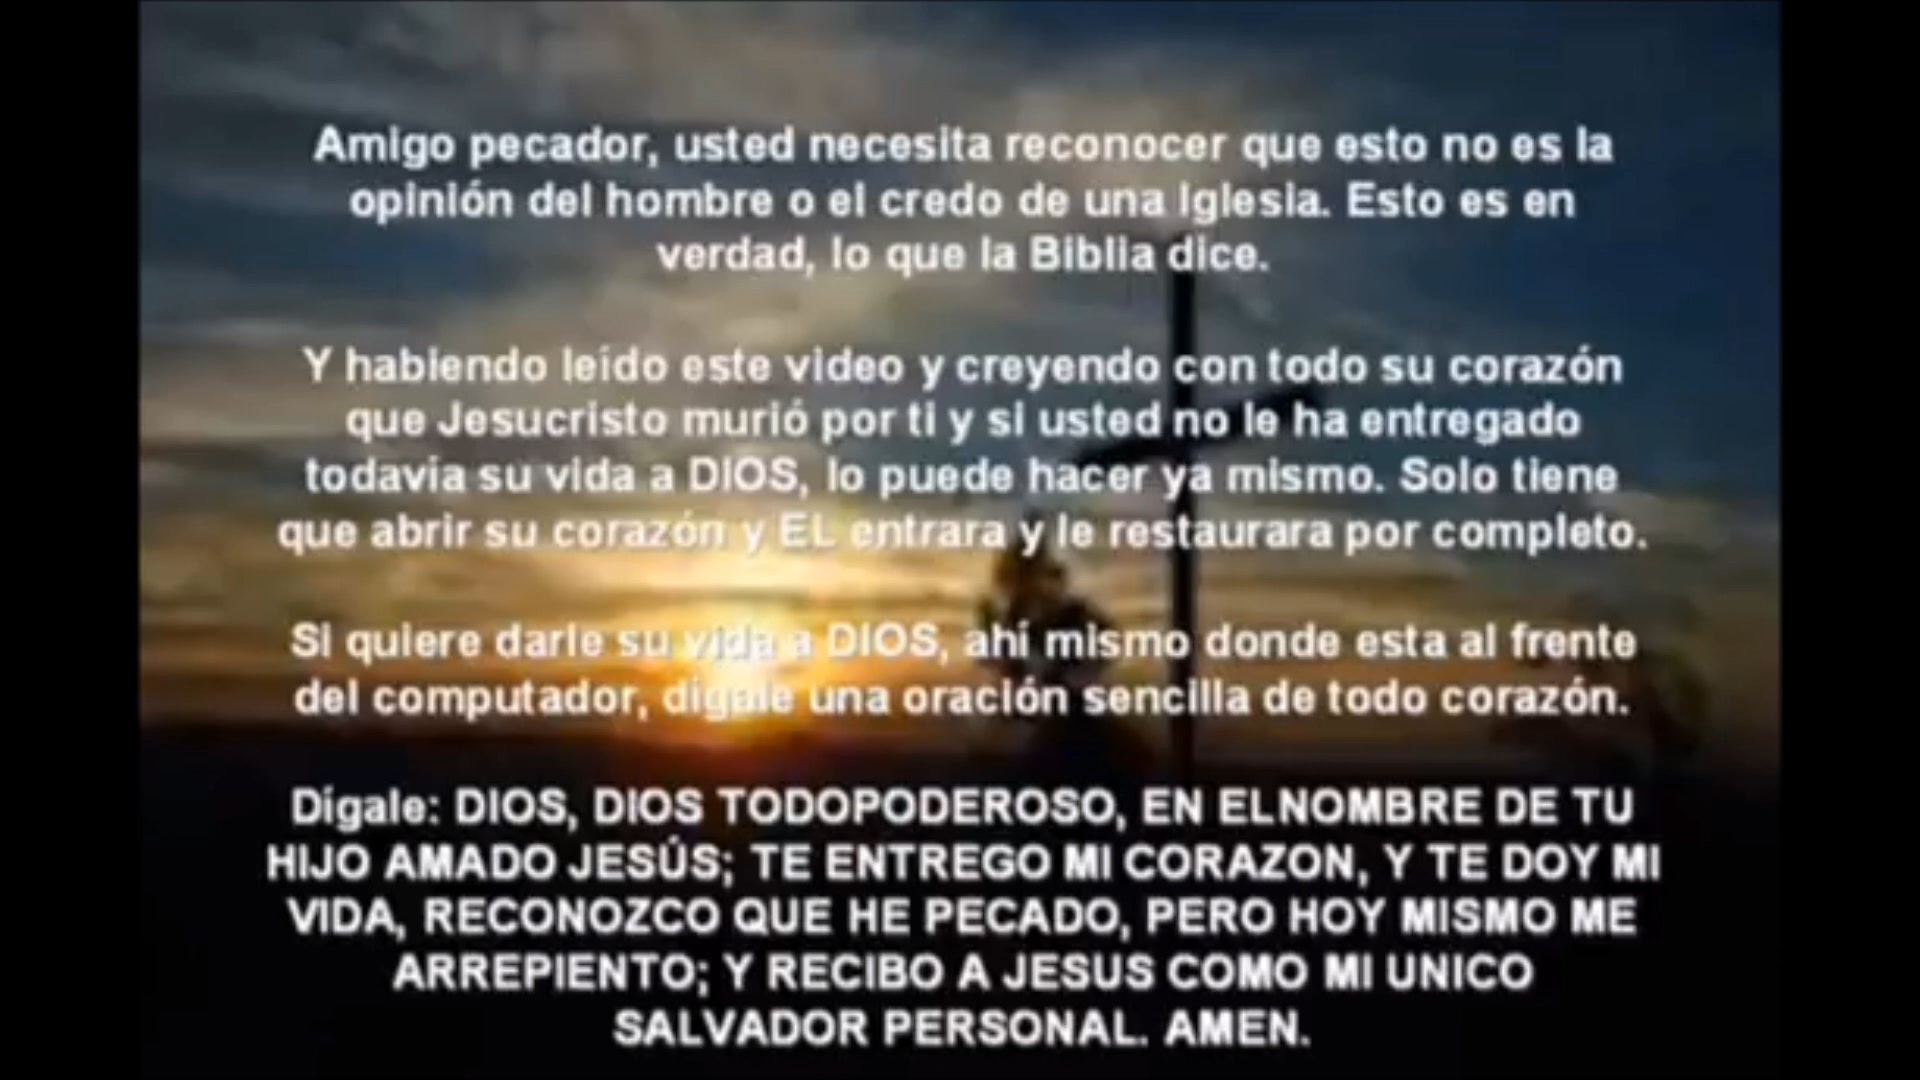 Amigo pecador, usted necesita reconocer que esto no es la
opinión del hombre o el credo de una Iglesia. Esto es en
verdad, lo que la Biblia dice.
Y habiendo leído este video y creyendo con todo su corazón
que Jesucristo murió por ti y si usted no le ha entregado
todavía su vida a DIOS, lo puede hacer ya mismo. Solo tiene
que abrir su corazón y EL entrara y le restaurara por completo.
Si quiere darle su vida a DIOS, ahí mismo donde esta al frente
del computador, dígale una oración sencilla de todo corazón.
Dígale: DIOS, DIOS TODOPODEROSO, EN ELNOMBRE DE TU
HIJO AMADO JESÚS; TE ENTREGO MI CORAZON, Y TE DOY MI
VIDA, RECONOZCO QUE HE PECADO, PERO HOY MISMO ME
ARREPIENTO; Y RECIBO A JESUS COMO MI UNICO
SALVADOR PERSONAL. AMEN.